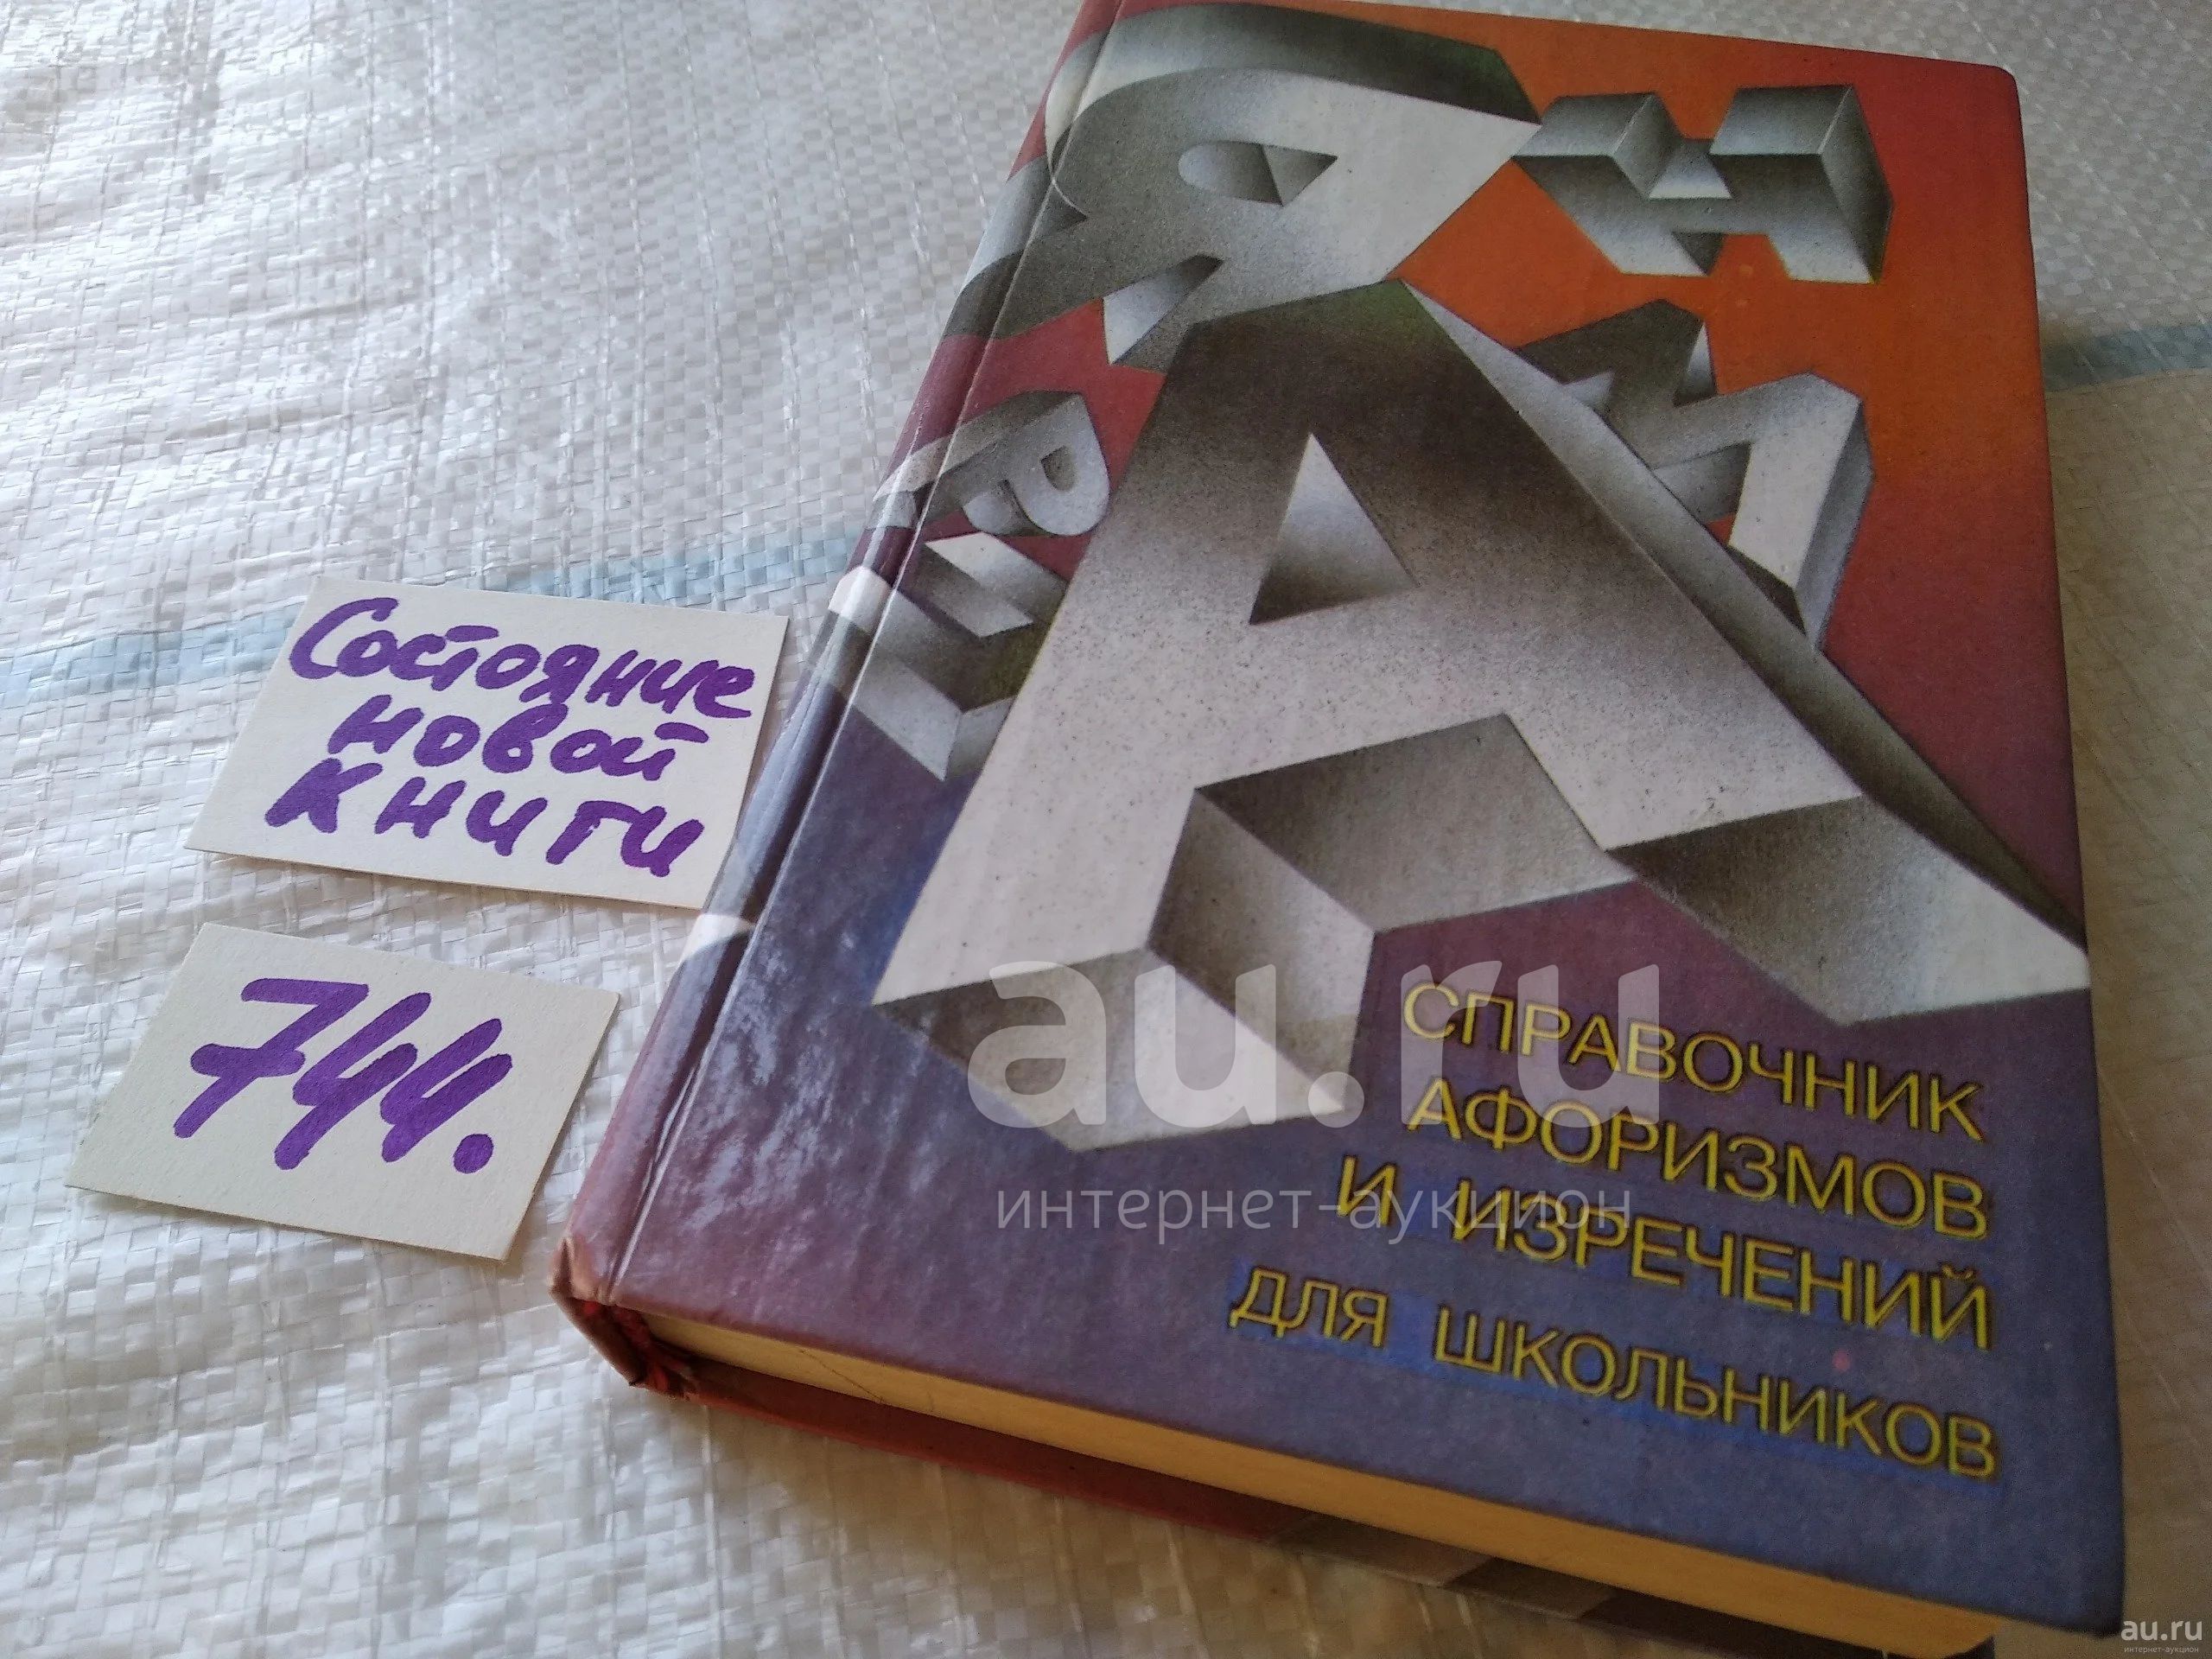 Состояние
новой
книги
744.
Я
Н
А
М
Р
СПРАВОЧНИК
АФОРИЗМОВ
И ИЗРЕЧЕНИЙ
ДЛЯ ШКОЛЬНИКОВ
au.ru
интернет-аукцион
au.ru
интернет-аукцион